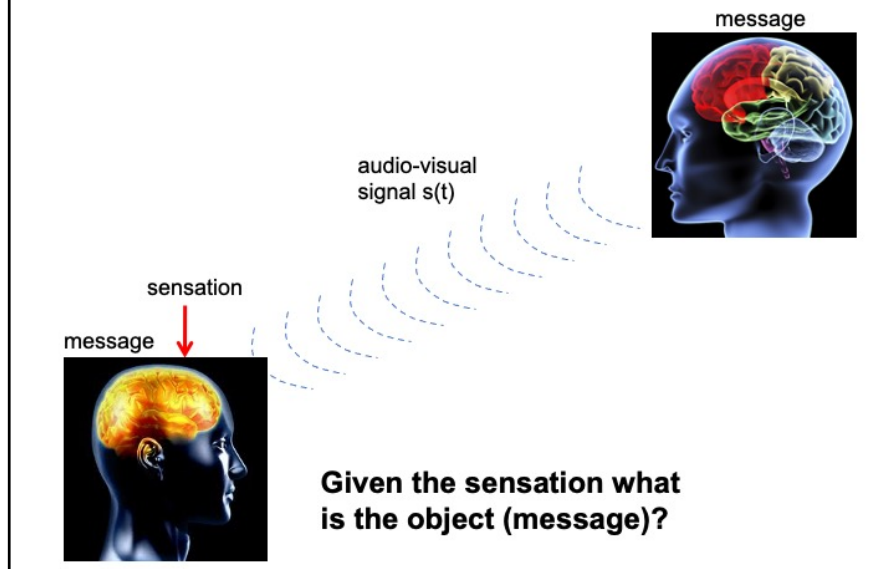 message
audio-visual
signal s(t)
sensation
message
Given the sensation what
is the object (message)?